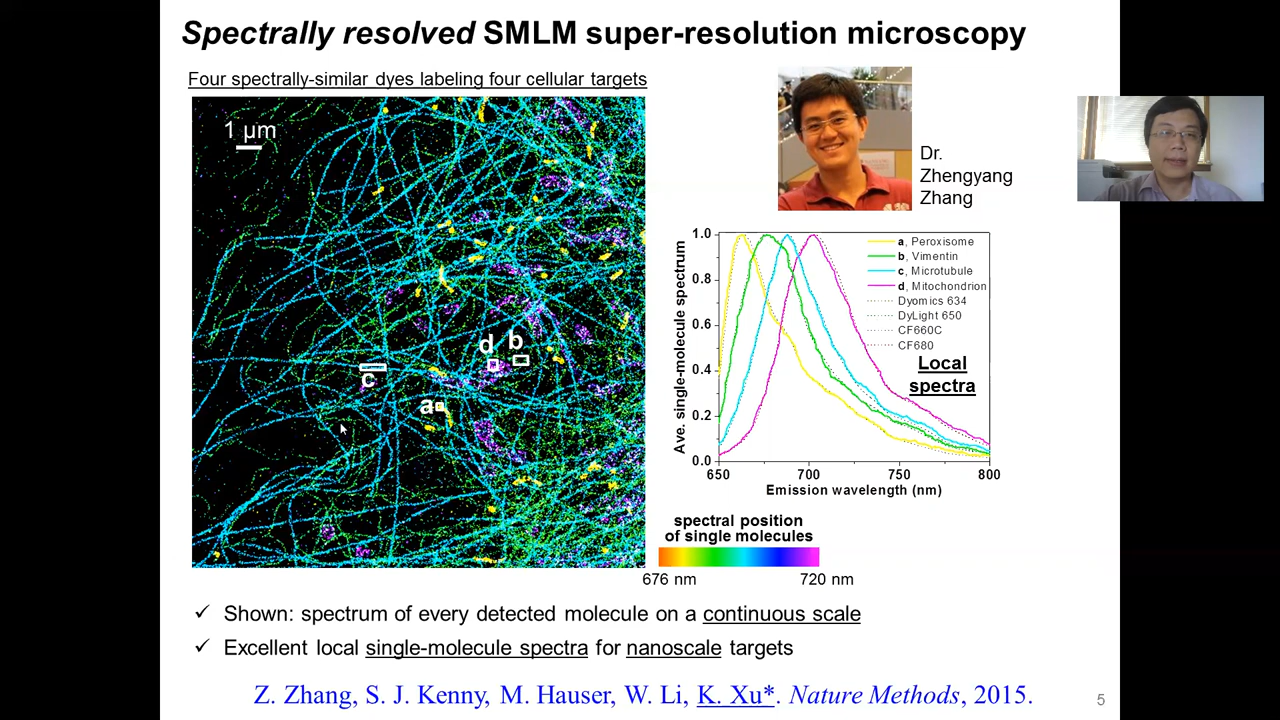 Spectrally resolved SMLM super-resolution microscopy
Four spectrally-similar dyes labeling four cellular targets
1 μm
d
b
c
a
Dr.
Zhengyang
Zhang
Ave. single-molecule spectrum
1.0
0.8
0.6
0.4
0.2
0.0
650
700
750
800
Emission wavelength (nm)
a, Peroxisome
b, Vimentin
c, Microtubule
d, Mitochondrion
Dyomics 634
DyLight 650
CF660C
CF680
Local
spectra
spectral position
of single molecules
676 nm
720 nm
✓ Shown: spectrum of every detected molecule on a continuous scale
✓ Excellent local single-molecule spectra for nanoscale targets
Z. Zhang, S. J. Kenny, M. Hauser, W. Li, K. Xu*. Nature Methods, 2015.
5